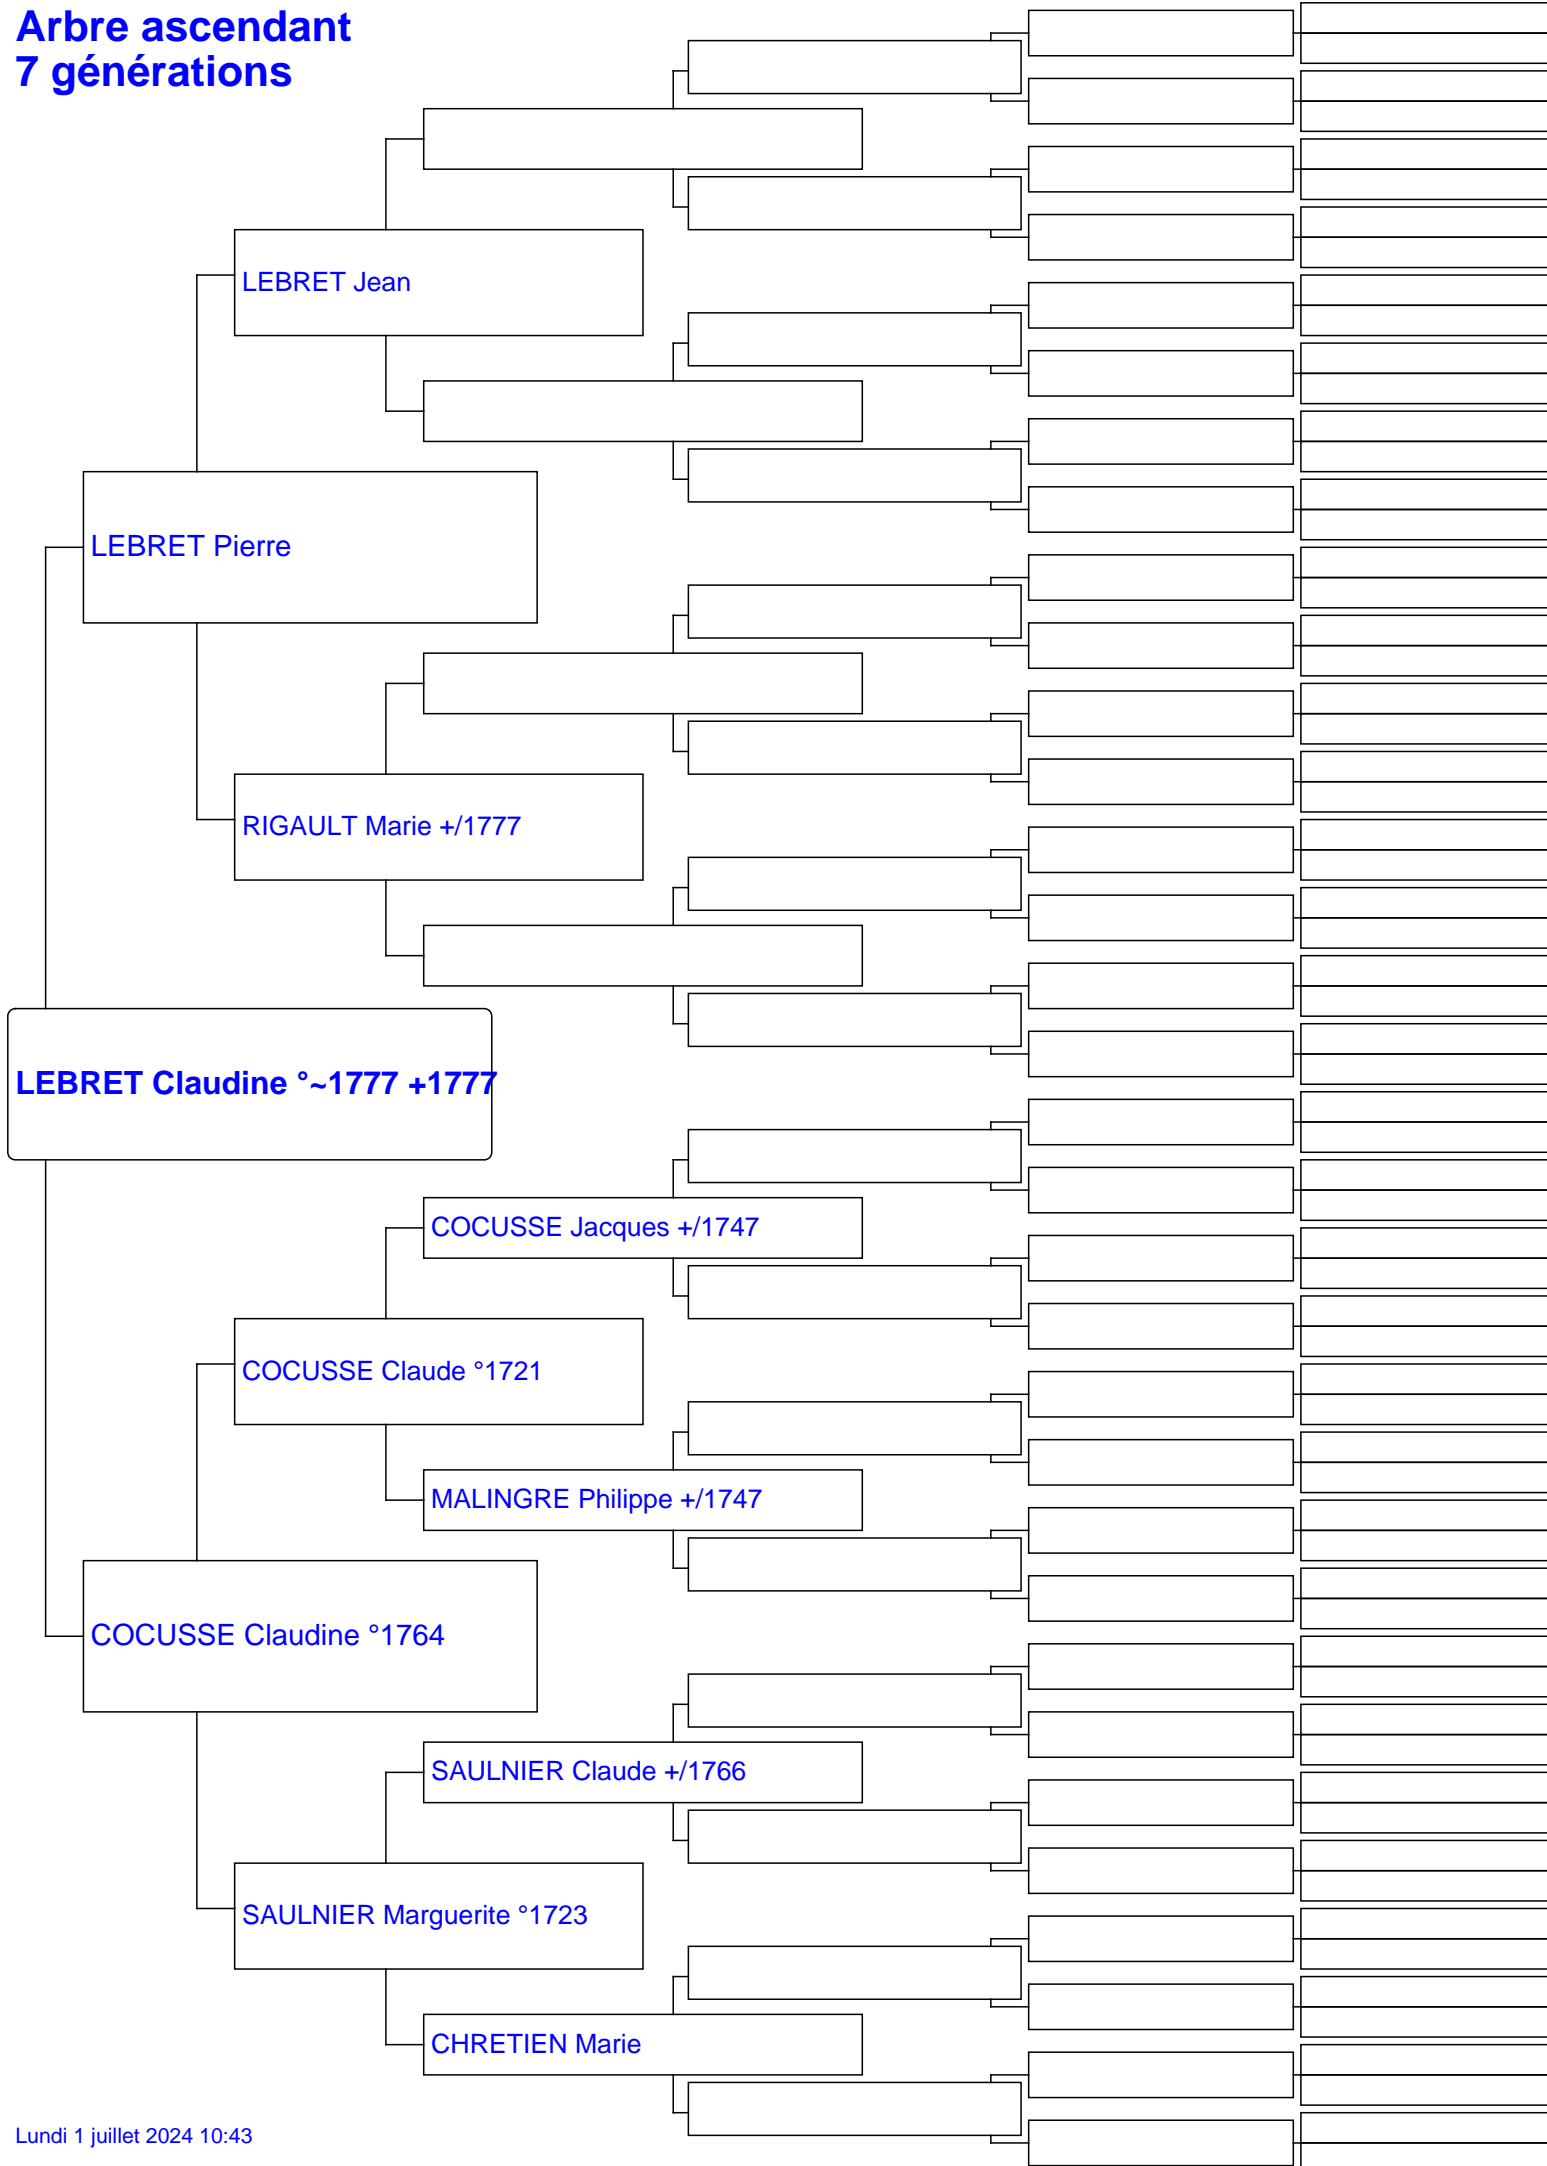 Arbre ascendant
7 générations
LEBRET Jean
LEBRET Pierre
RIGAULT Marie +/1777
LEBRET Claudine °~1777 +1777
COCUSSE Jacques +/1747
COCUSSE Claude °1721
MALINGRE Philippe +/1747
COCUSSE Claudine °1764
SAULNIER Claude +/1766
SAULNIER Marguerite °1723
CHRETIEN Marie
Lundi 1 juillet 2024 10:43